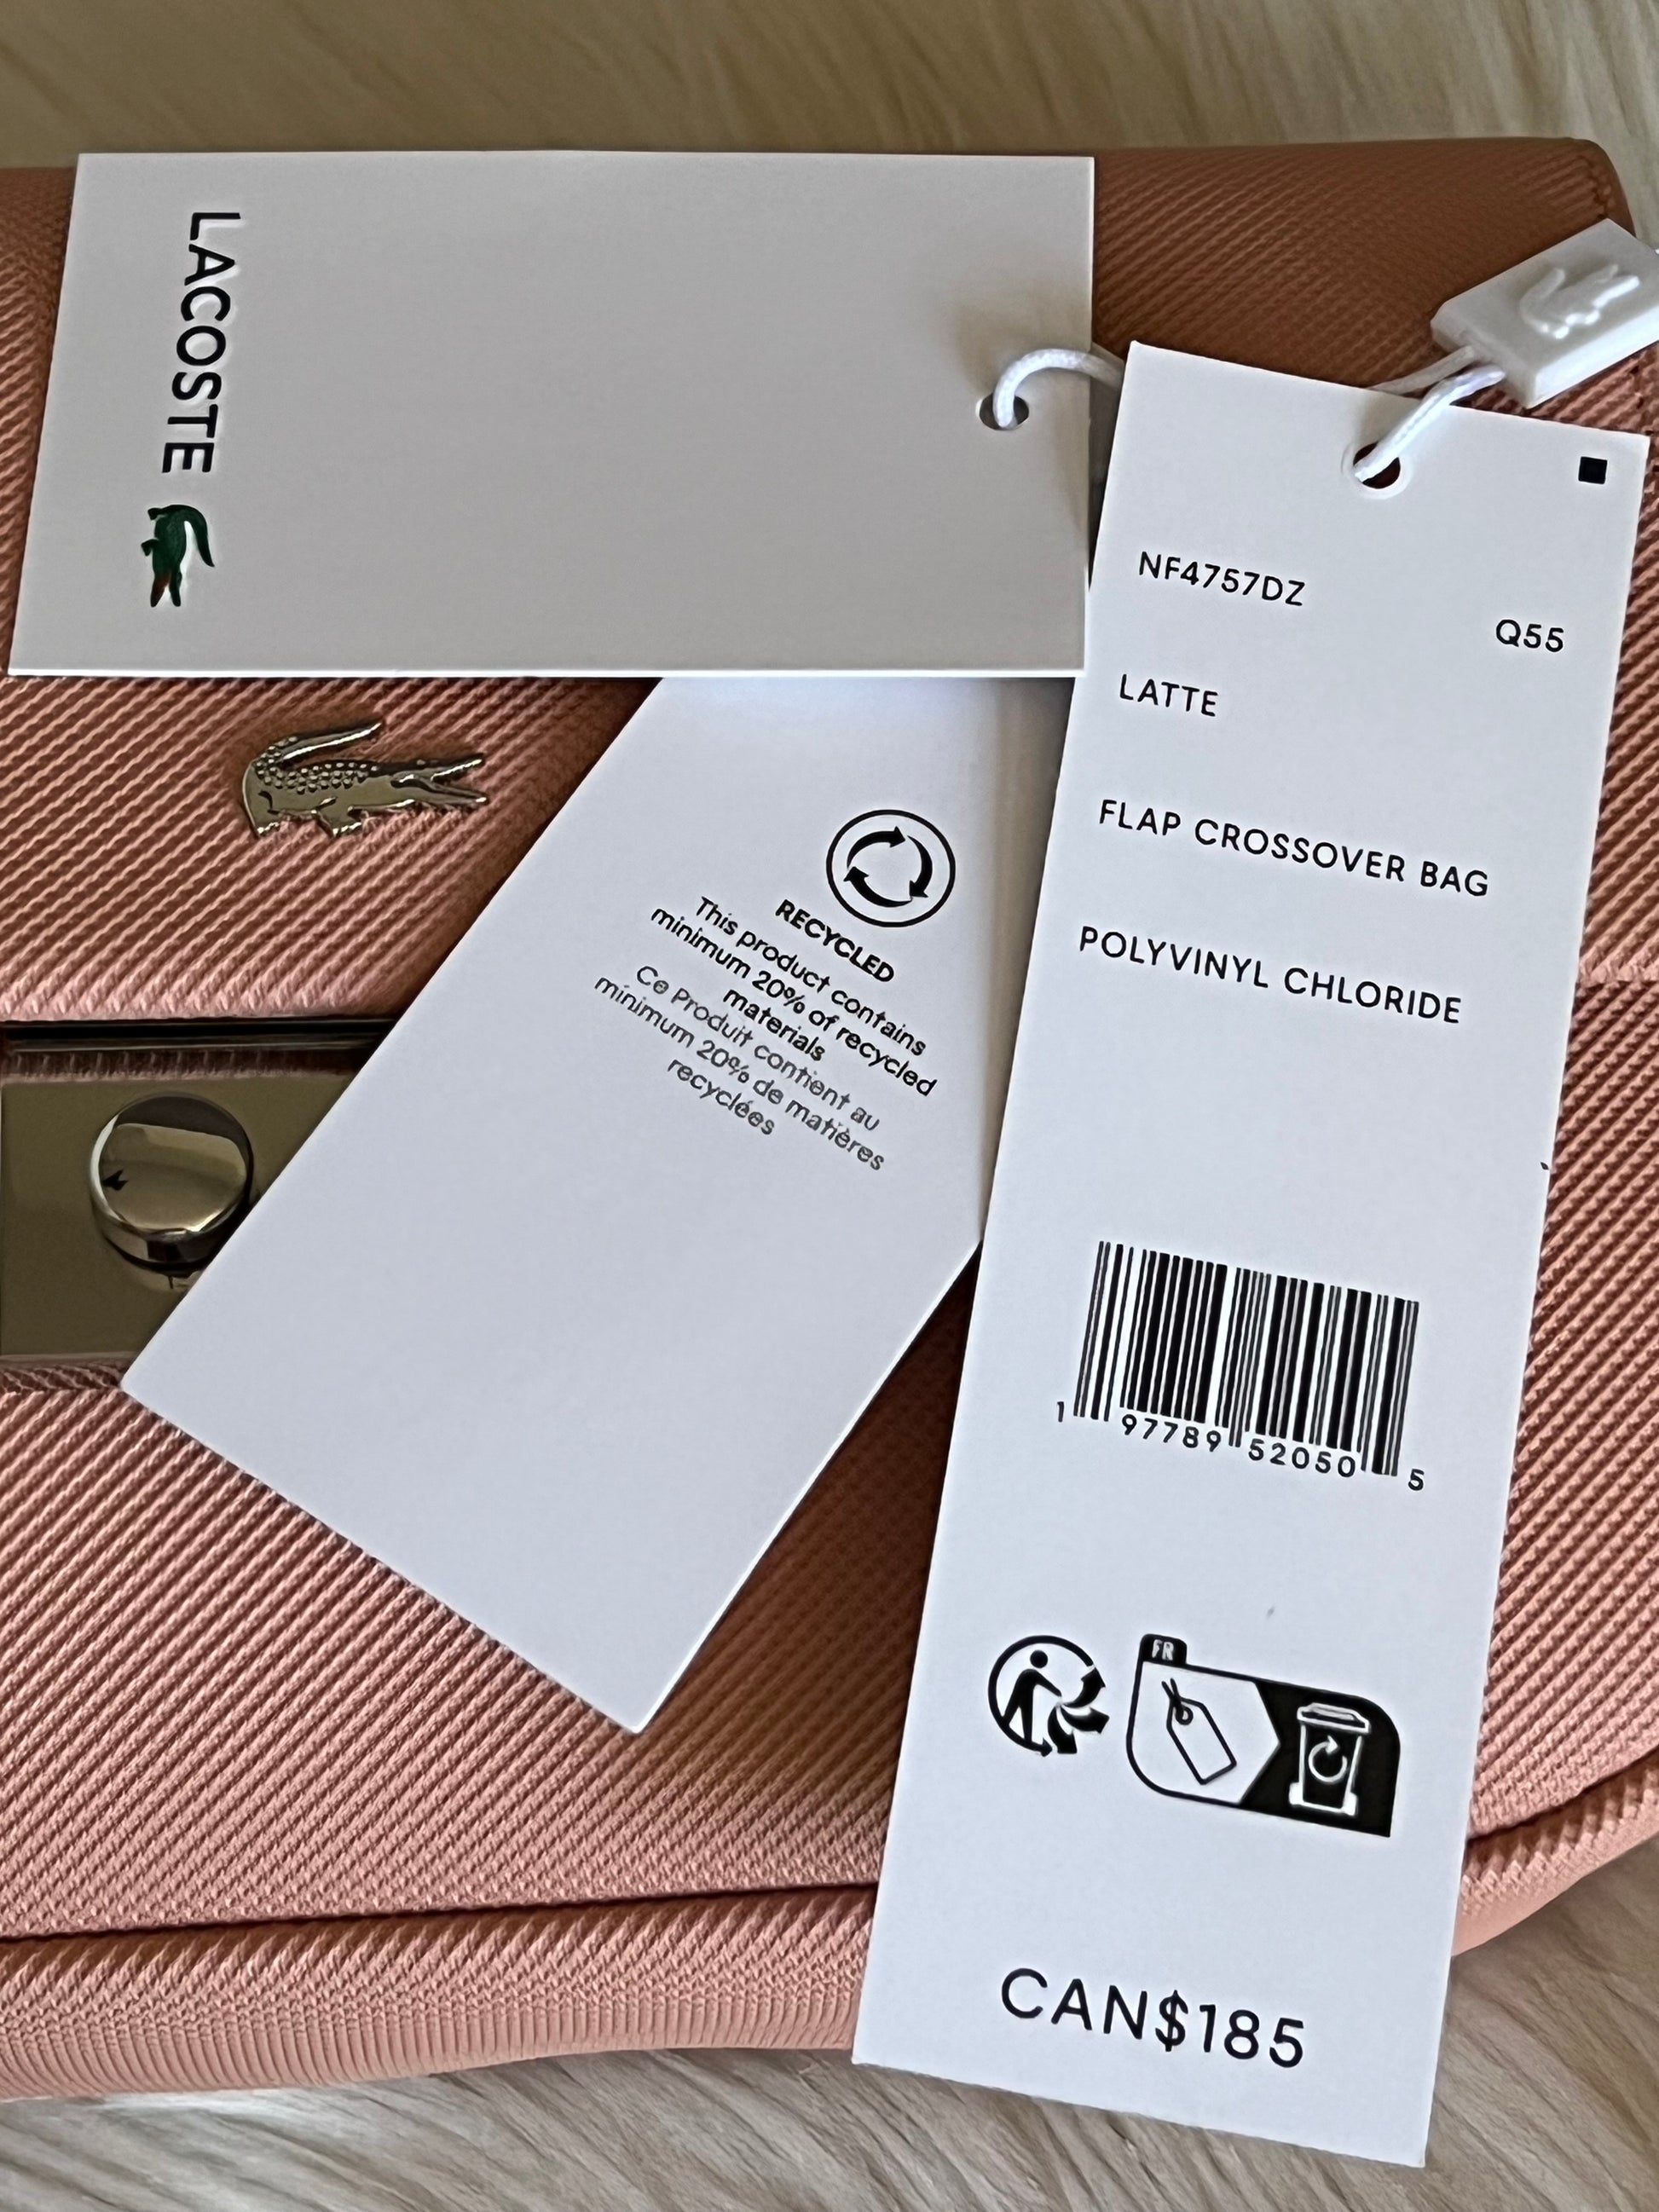 LACOSTE
RECYCLED
This product contains
minimum 20% of recycled
materials
Ce Produit contient au
minimum 20% de matières
recyclées
NF4757DZ
Q55
LATTE
FLAP CROSSOVER BAG
POLYVINYL CHLORIDE
1 97789 52050 5
FR
CAN$185